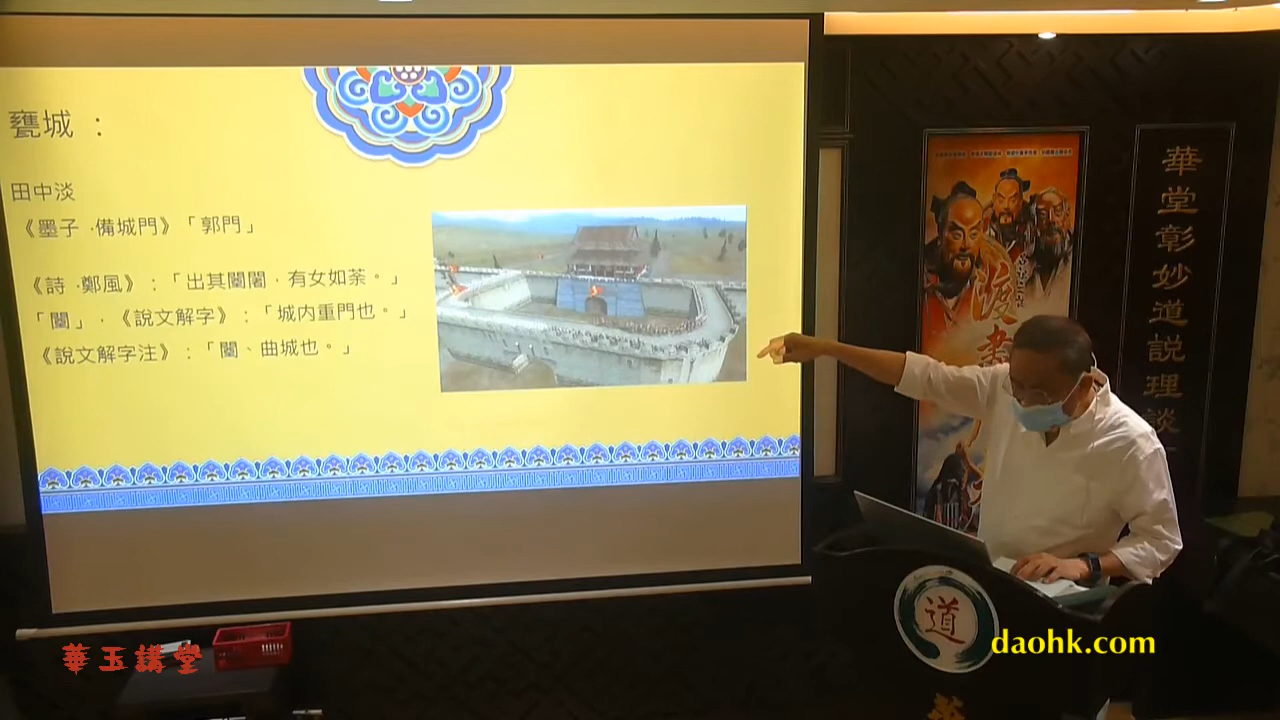 甕城 ：
田中淡
《墨子 ·備城門》「郭門」
《詩 ·鄭風》：「出其闉闍，有女如荼。」
「闉」，《說文解字》：「城内重門也。」
《說文解字注》：「闉、曲城也。」
華堂彰妙道説理談
道
daohk.com
華玉講堂